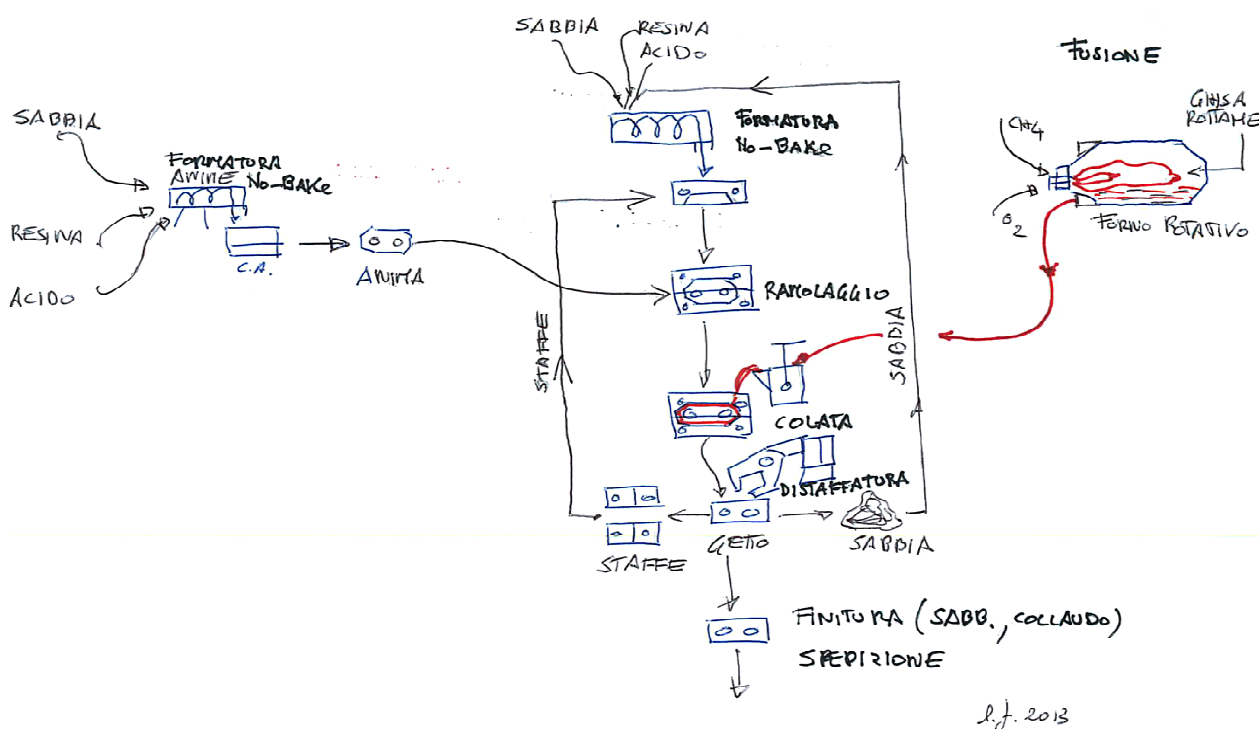 SABBIA
RESINA
ACIDO
FORMATURA
No-BAKE
SABBIA
FORMATURA
ANIME
No-BAKE
RESINA
ACIDO
C.A.
ANIMA
RAMOLAGGIO
STAFFE
SABBIA
COLATA
DISTAFFATURA
STAFFE
GETTO
SABBIA
FINITURA (SABB., COLLAUDO)
SPEDIZIONE
FUSIONE
CH4
O2
GHISA
ROTTAME
FORNO ROTATIVO
l.f. 2013